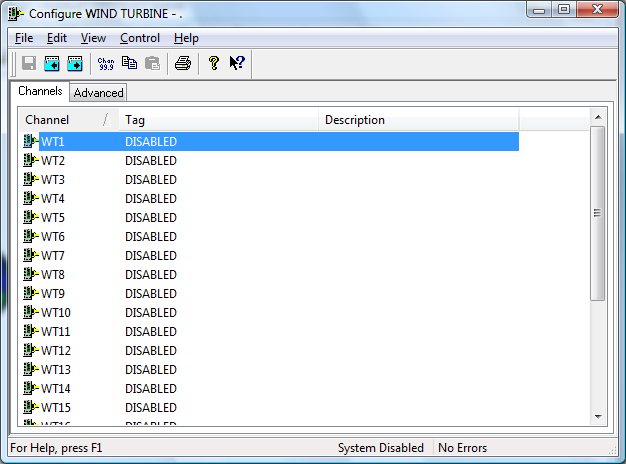 Configure WIND TURBINE - .
File Edit View Control Help
Chan 99.9
Channels Advanced
Channel / Tag Description
WT1 DISABLED
WT2 DISABLED
WT3 DISABLED
WT4 DISABLED
WT5 DISABLED
WT6 DISABLED
WT7 DISABLED
WT8 DISABLED
WT9 DISABLED
WT10 DISABLED
WT11 DISABLED
WT12 DISABLED
WT13 DISABLED
WT14 DISABLED
WT15 DISABLED
WT16 DISABLED
For Help, press F1 System Disabled No Errors